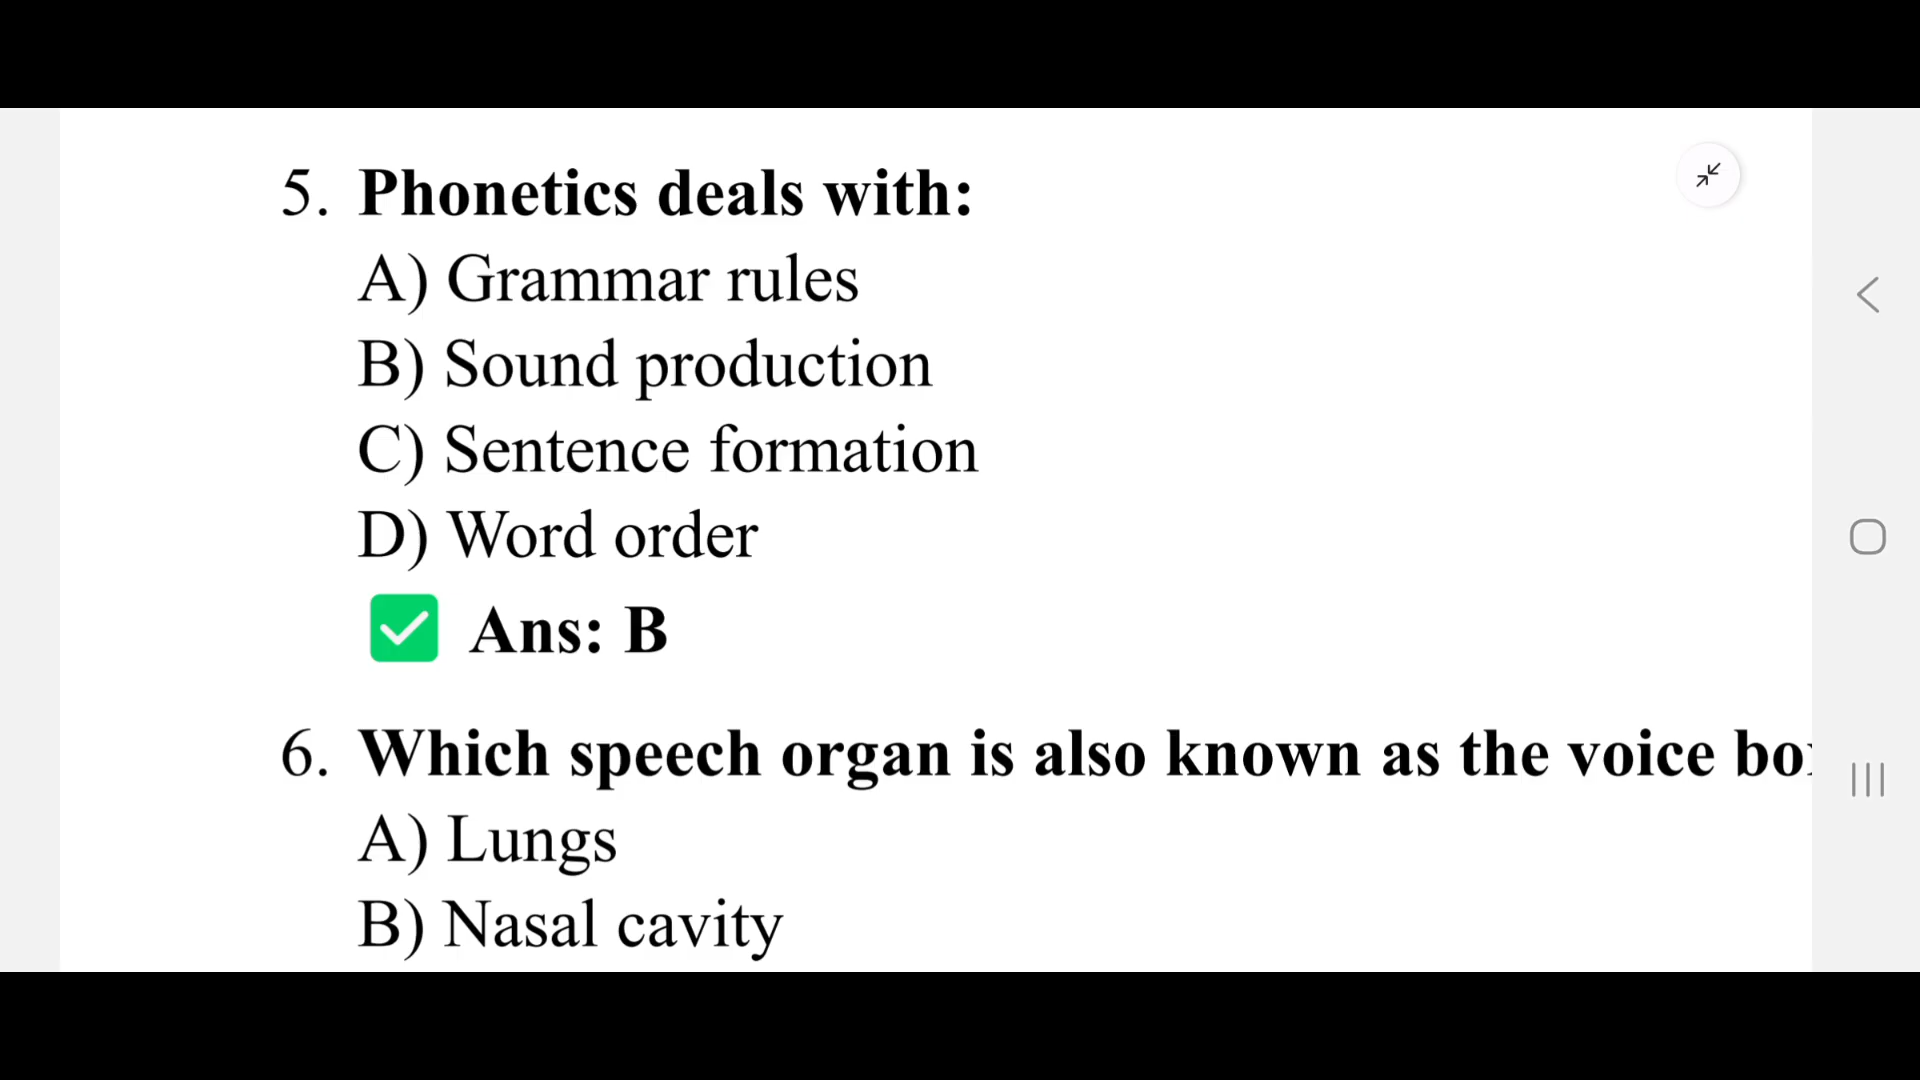 5. Phonetics deals with:
A) Grammar rules
B) Sound production
C) Sentence formation
D) Word order
Ans: B
6. Which speech organ is also known as the voice
A) Lungs
B) Nasal cavity